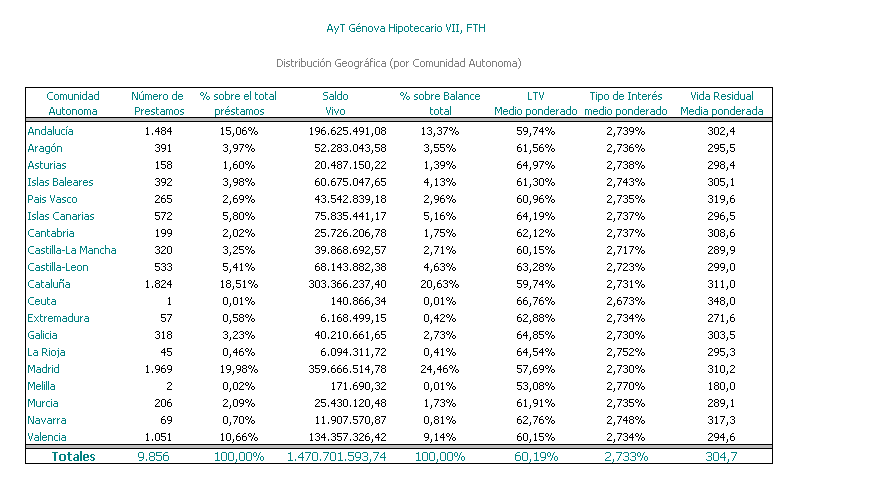 AyT Génova Hipotecario VII, FTH
Distribución Geográfica (por Comunidad Autonoma)
Comunidad Número de % sobre el total Saldo % sobre Balance LTV Tipo de Interés Vida Residual
Autonoma Prestamos préstamos Vivo total Medio ponderado medio ponderado Media ponderada
Andalucía 1.484 15,06% 196.625.491,08 13,37% 59,74% 2,739% 302,4
Aragón 391 3,97% 52.283.043,58 3,55% 61,56% 2,736% 295,5
Asturias 158 1,60% 20.487.150,22 1,39% 64,97% 2,738% 298,4
Islas Baleares 392 3,98% 60.675.047,65 4,13% 61,30% 2,743% 305,1
Pais Vasco 265 2,69% 43.542.839,18 2,96% 60,96% 2,735% 319,6
Islas Canarias 572 5,80% 75.835.441,17 5,16% 64,19% 2,737% 296,5
Cantabria 199 2,02% 25.726.206,78 1,75% 62,12% 2,737% 308,6
Castilla-La Mancha 320 3,25% 39.868.692,57 2,71% 60,15% 2,717% 289,9
Castilla-Leon 533 5,41% 68.143.882,38 4,63% 63,28% 2,723% 299,0
Cataluña 1.824 18,51% 303.366.237,40 20,63% 59,74% 2,731% 311,0
Ceuta 1 0,01% 140.866,34 0,01% 66,76% 2,673% 348,0
Extremadura 57 0,58% 6.168.499,15 0,42% 62,88% 2,734% 271,6
Galicia 318 3,23% 40.210.661,65 2,73% 64,85% 2,730% 303,5
La Rioja 45 0,46% 6.094.311,72 0,41% 64,54% 2,752% 295,3
Madrid 1.969 19,98% 359.666.514,78 24,46% 57,69% 2,730% 310,2
Melilla 2 0,02% 171.690,32 0,01% 53,08% 2,770% 180,0
Murcia 206 2,09% 25.430.120,48 1,73% 61,91% 2,735% 289,1
Navarra 69 0,70% 11.907.570,87 0,81% 62,76% 2,748% 317,3
Valencia 1.051 10,66% 134.357.326,42 9,14% 60,15% 2,734% 294,6
Totales 9.856 100,00% 1.470.701.593,74 100,00% 60,19% 2,733% 304,7